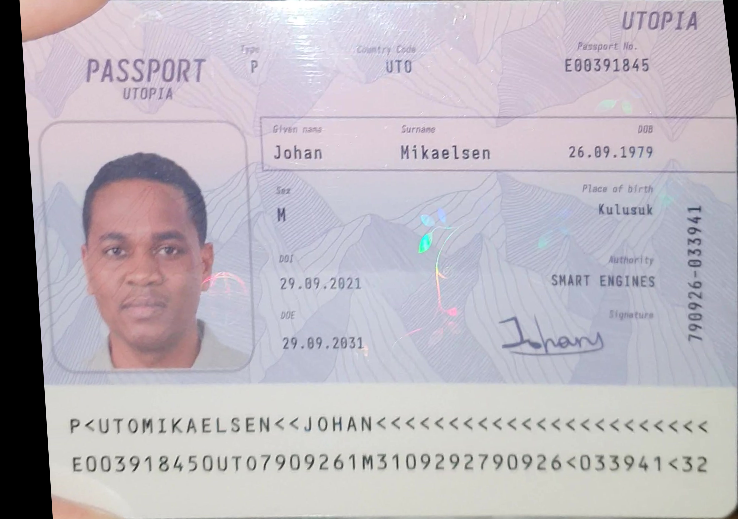 UTOPIA
Type Country Code Passport No.
PASSPORT P UTO E00391845
UTOPIA
Given name Surname DOB
Johan Mikaelsen 26.09.1979
Sex Place of birth
M Kulusuk
DOI Authority
29.09.2021 SMART ENGINES
DOE Signature
29.09.2031 Johans
790926-033941
P<UTOMIKAELSEN<<JOHAN<<<<<<<<<<<<<<<<<<<<<<<
E003918450UTO7909261M3109292790926<033941<32